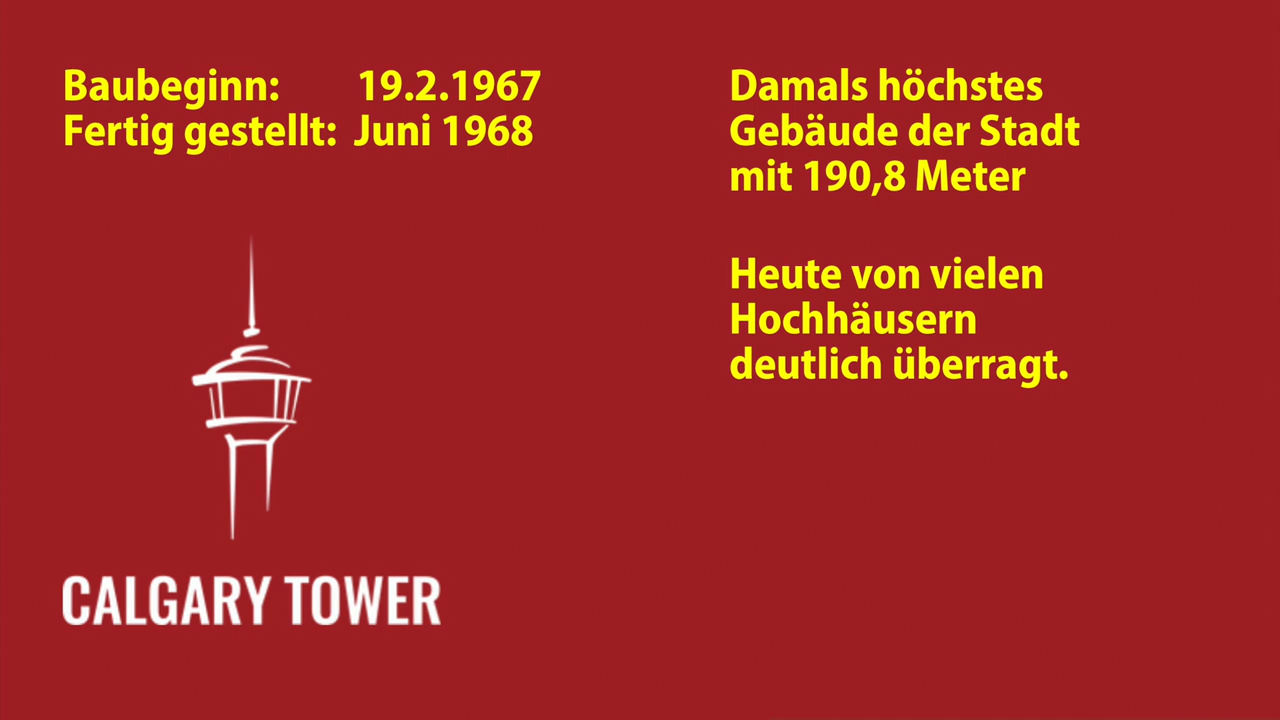 Baubeginn: 19.2.1967
Fertig gestellt: Juni 1968
Damals höchstes
Gebäude der Stadt
mit 190,8 Meter
Heute von vielen
Hochhäusern
deutlich überragt.
CALGARY TOWER